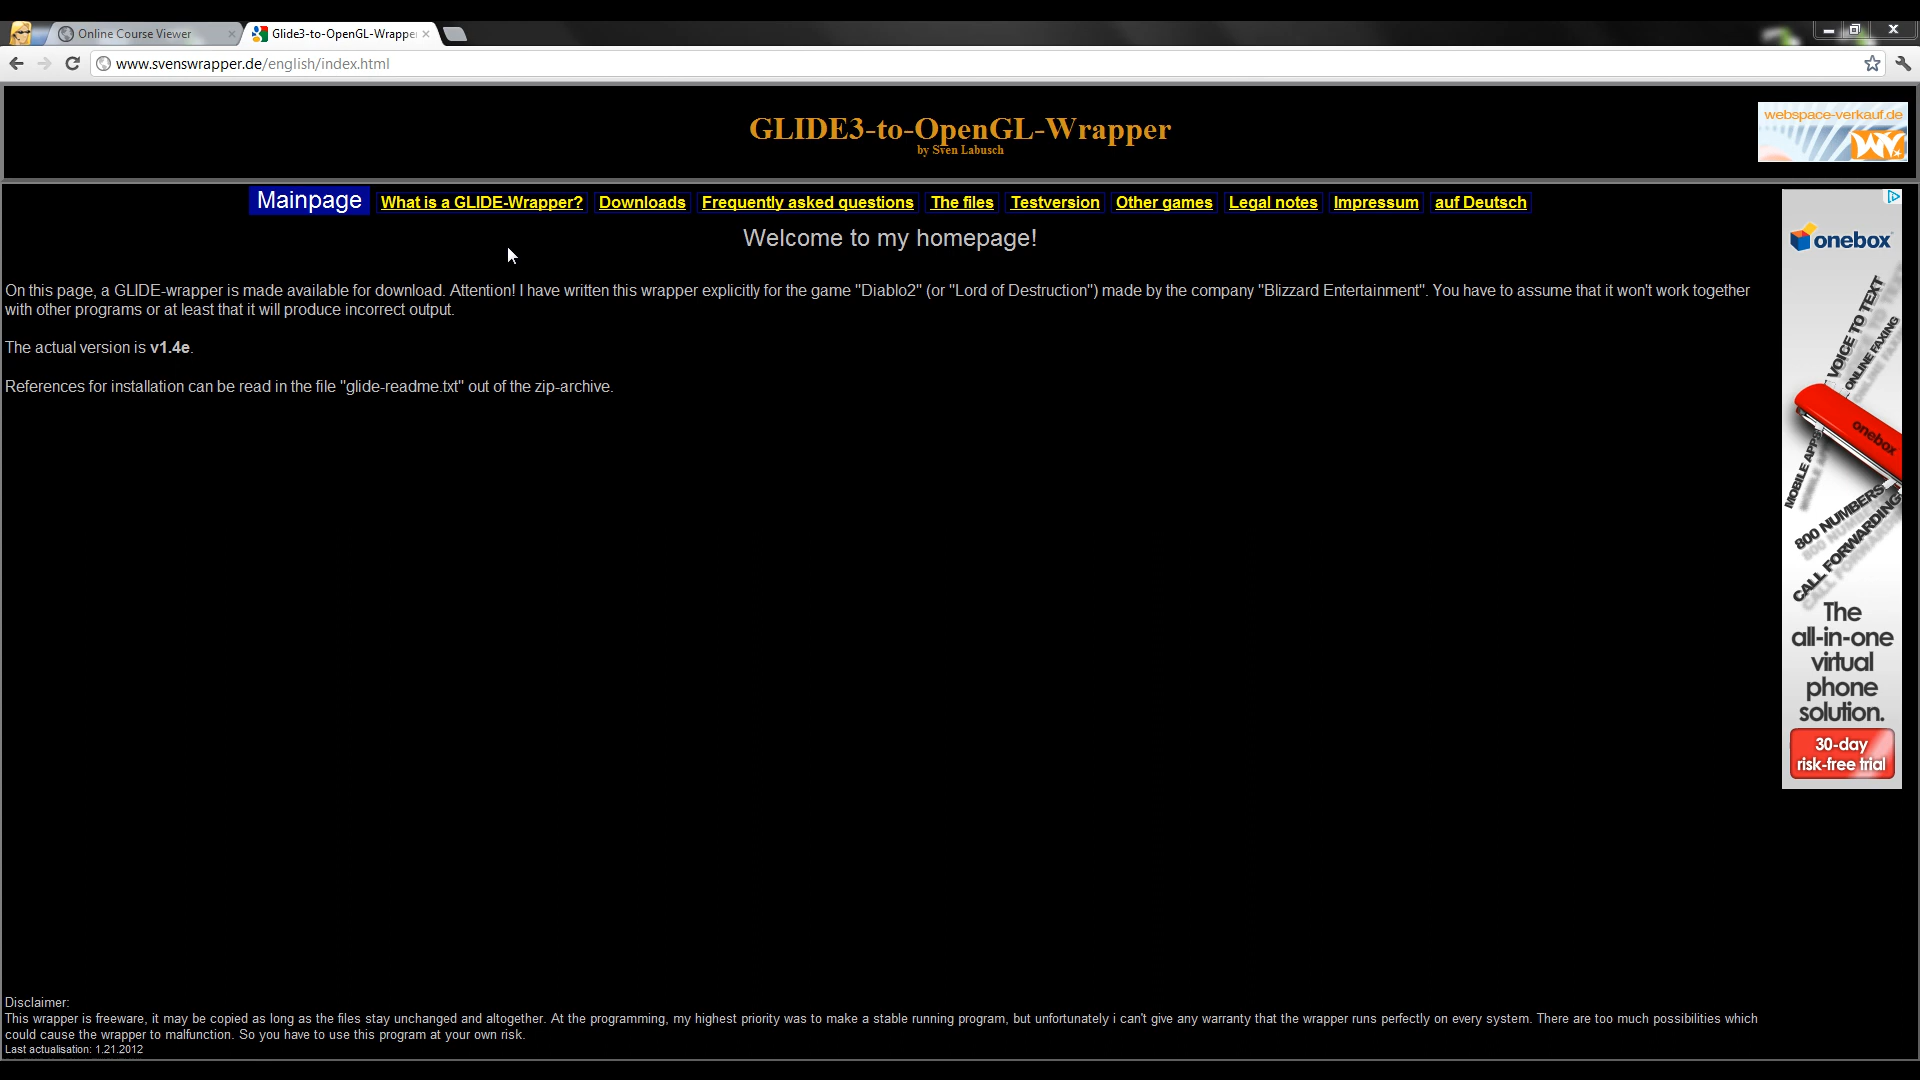 Online Course Viewer
Glide3-to-OpenGL-Wrappe
www.svenswrapper.de/english/index.html
GLIDE3-to-OpenGL-Wrapper
by Sven Labusch
webspace-verkauf.de
Mainpage What is a GLIDE-Wrapper? Downloads Frequently asked questions The files Testversion Other games Legal notes Impressum auf Deutsch
Welcome to my homepage!
On this page, a GLIDE-wrapper is made available for download. Attention! I have written this wrapper explicitly for the game "Diablo2" (or "Lord of Destruction") made by the company "Blizzard Entertainment". You have to assume that it won't work together
with other programs or at least that it will produce incorrect output.
The actual version is v1.4e.
References for installation can be read in the file "glide-readme.txt" out of the zip-archive.
onebox
VOICE TO TEXT
ONLINE FAXING
onebox
MOBILE APPS
800 NUMBERS
CALL FORWARDING
The
all-in-one
virtual
phone
solution.
30-day
risk-free trial
Disclaimer:
This wrapper is freeware, it may be copied as long as the files stay unchanged and altogether. At the programming, my highest priority was to make a stable running program, but unfortunately i can't give any warranty that the wrapper runs perfectly on every system. There are too much possibilities which
could cause the wrapper to malfunction. So you have to use this program at your own risk.
Last actualisation: 1.21.2012